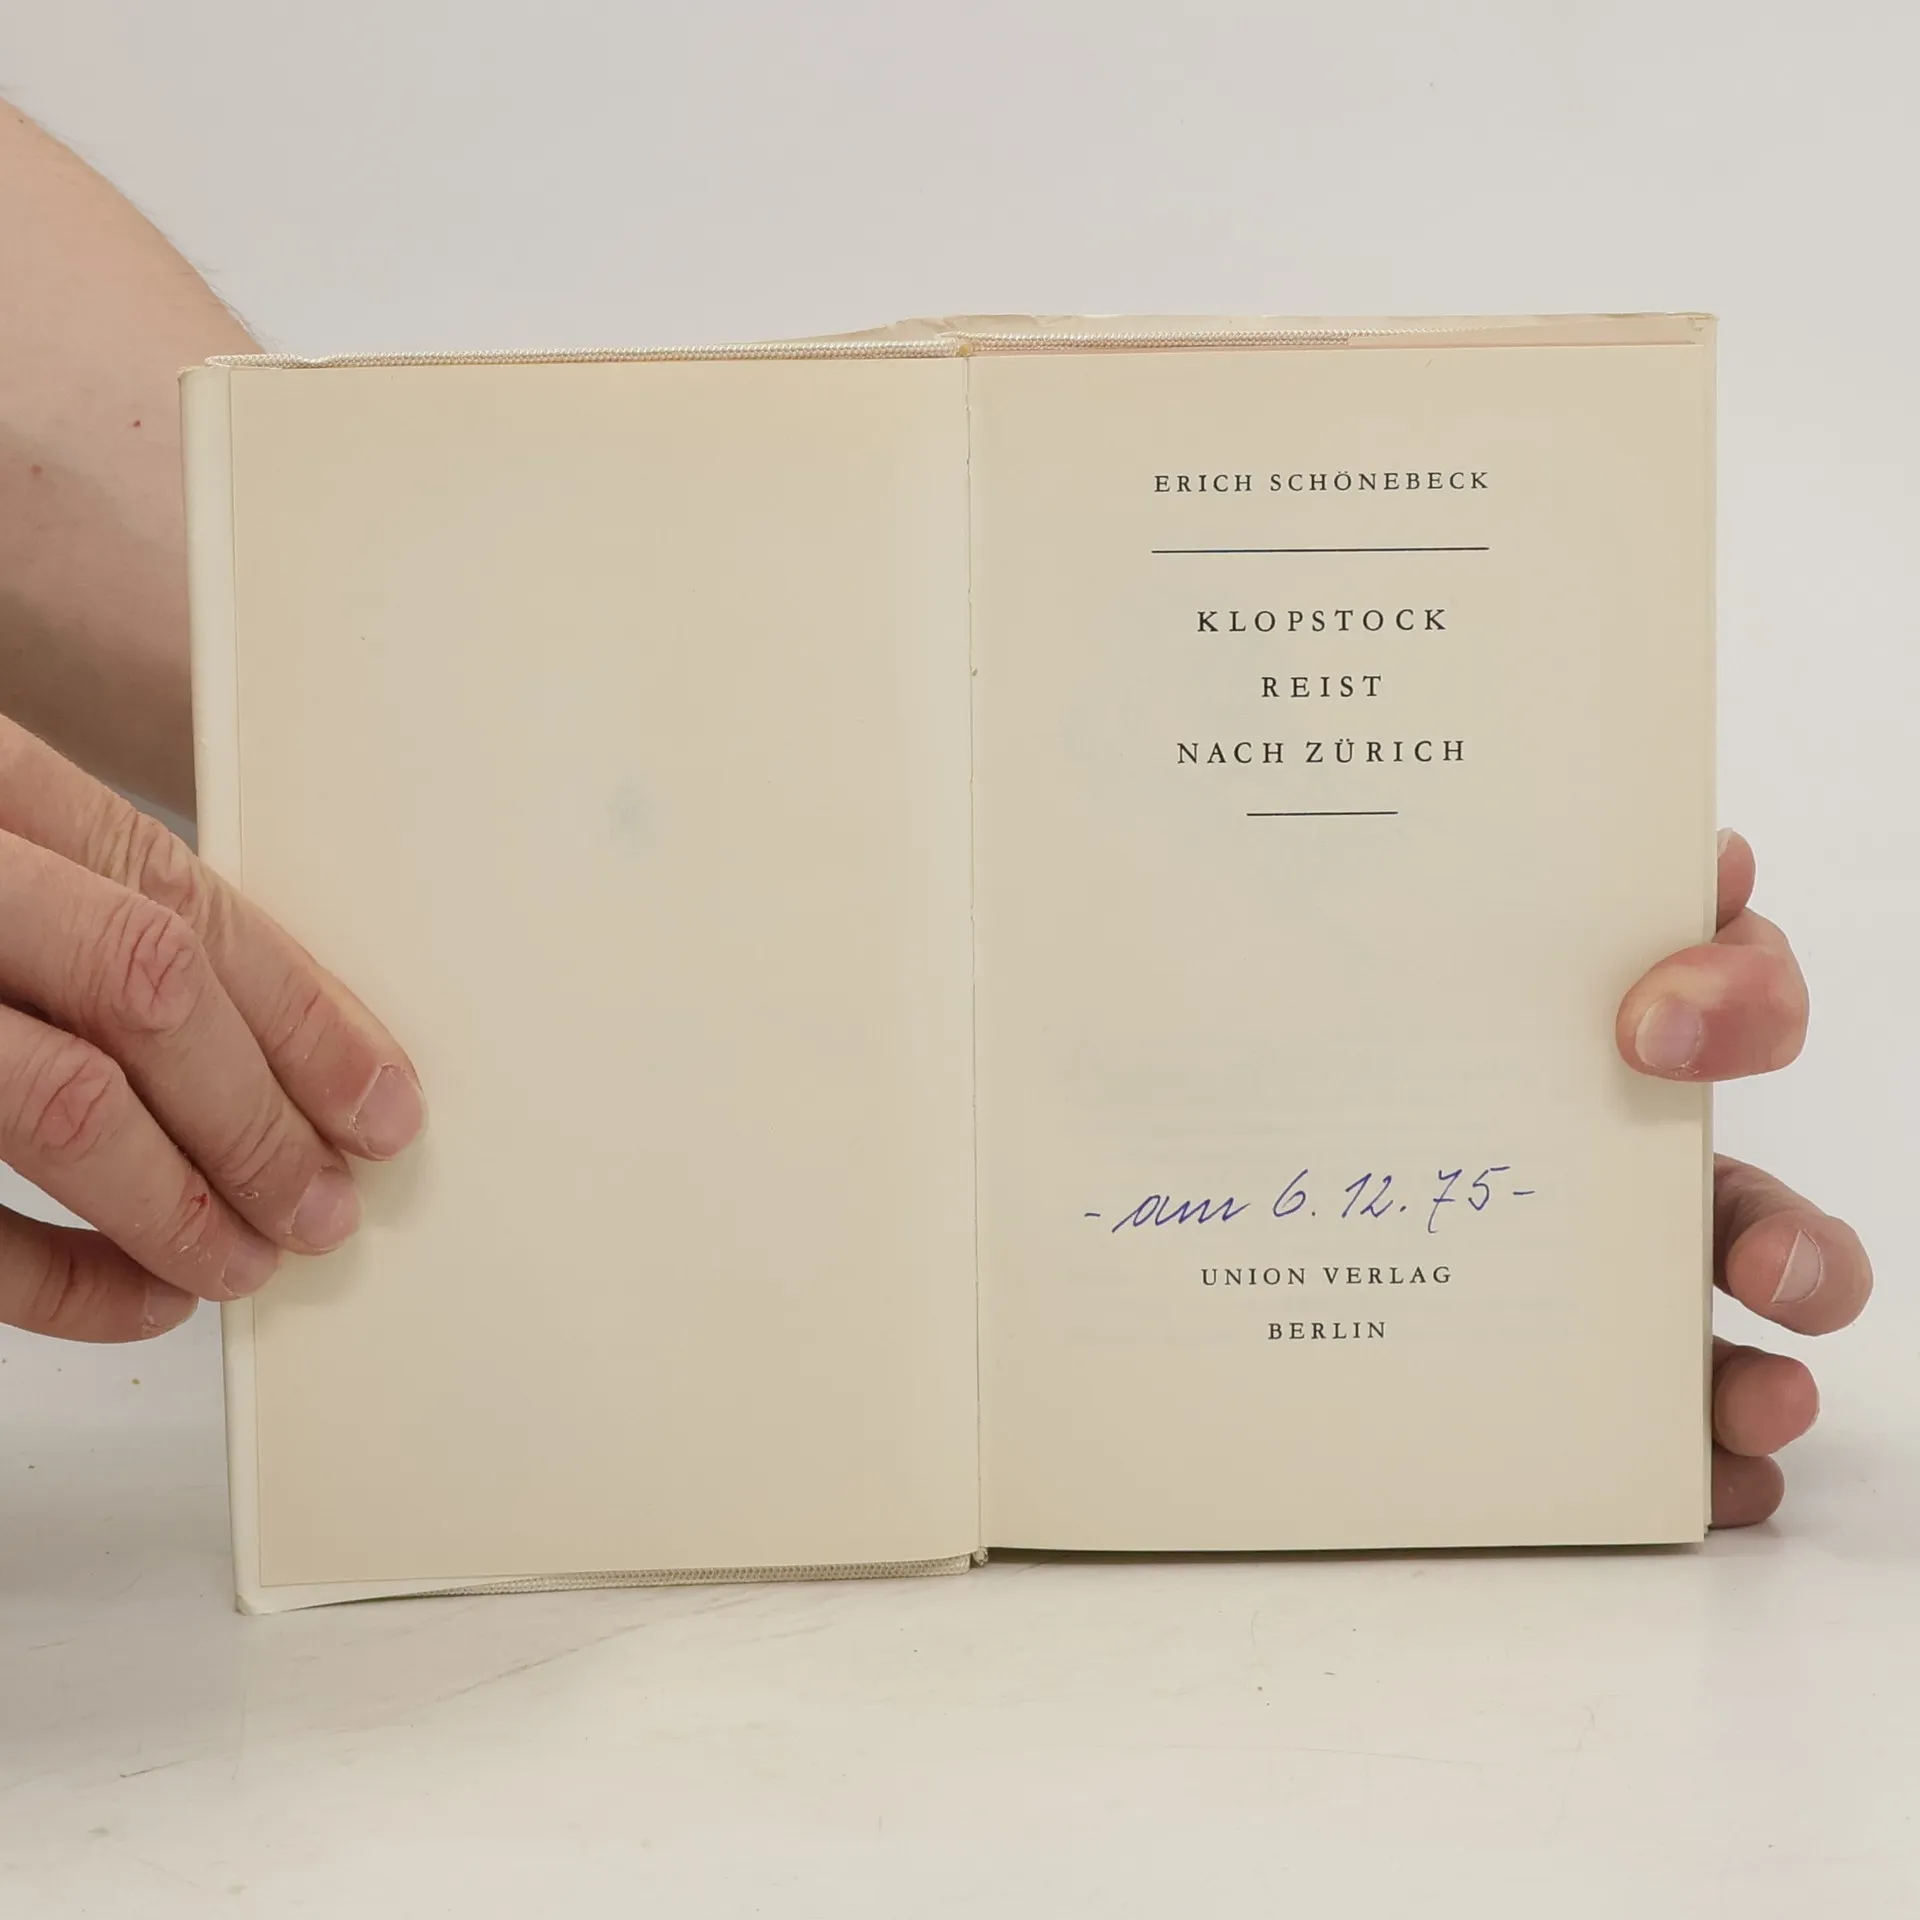 ERICH SCHÖNEBECK
KLOPSTOCK
REIST
NACH ZÜRICH
- am 6. 12. 75 -
UNION VERLAG
BERLIN